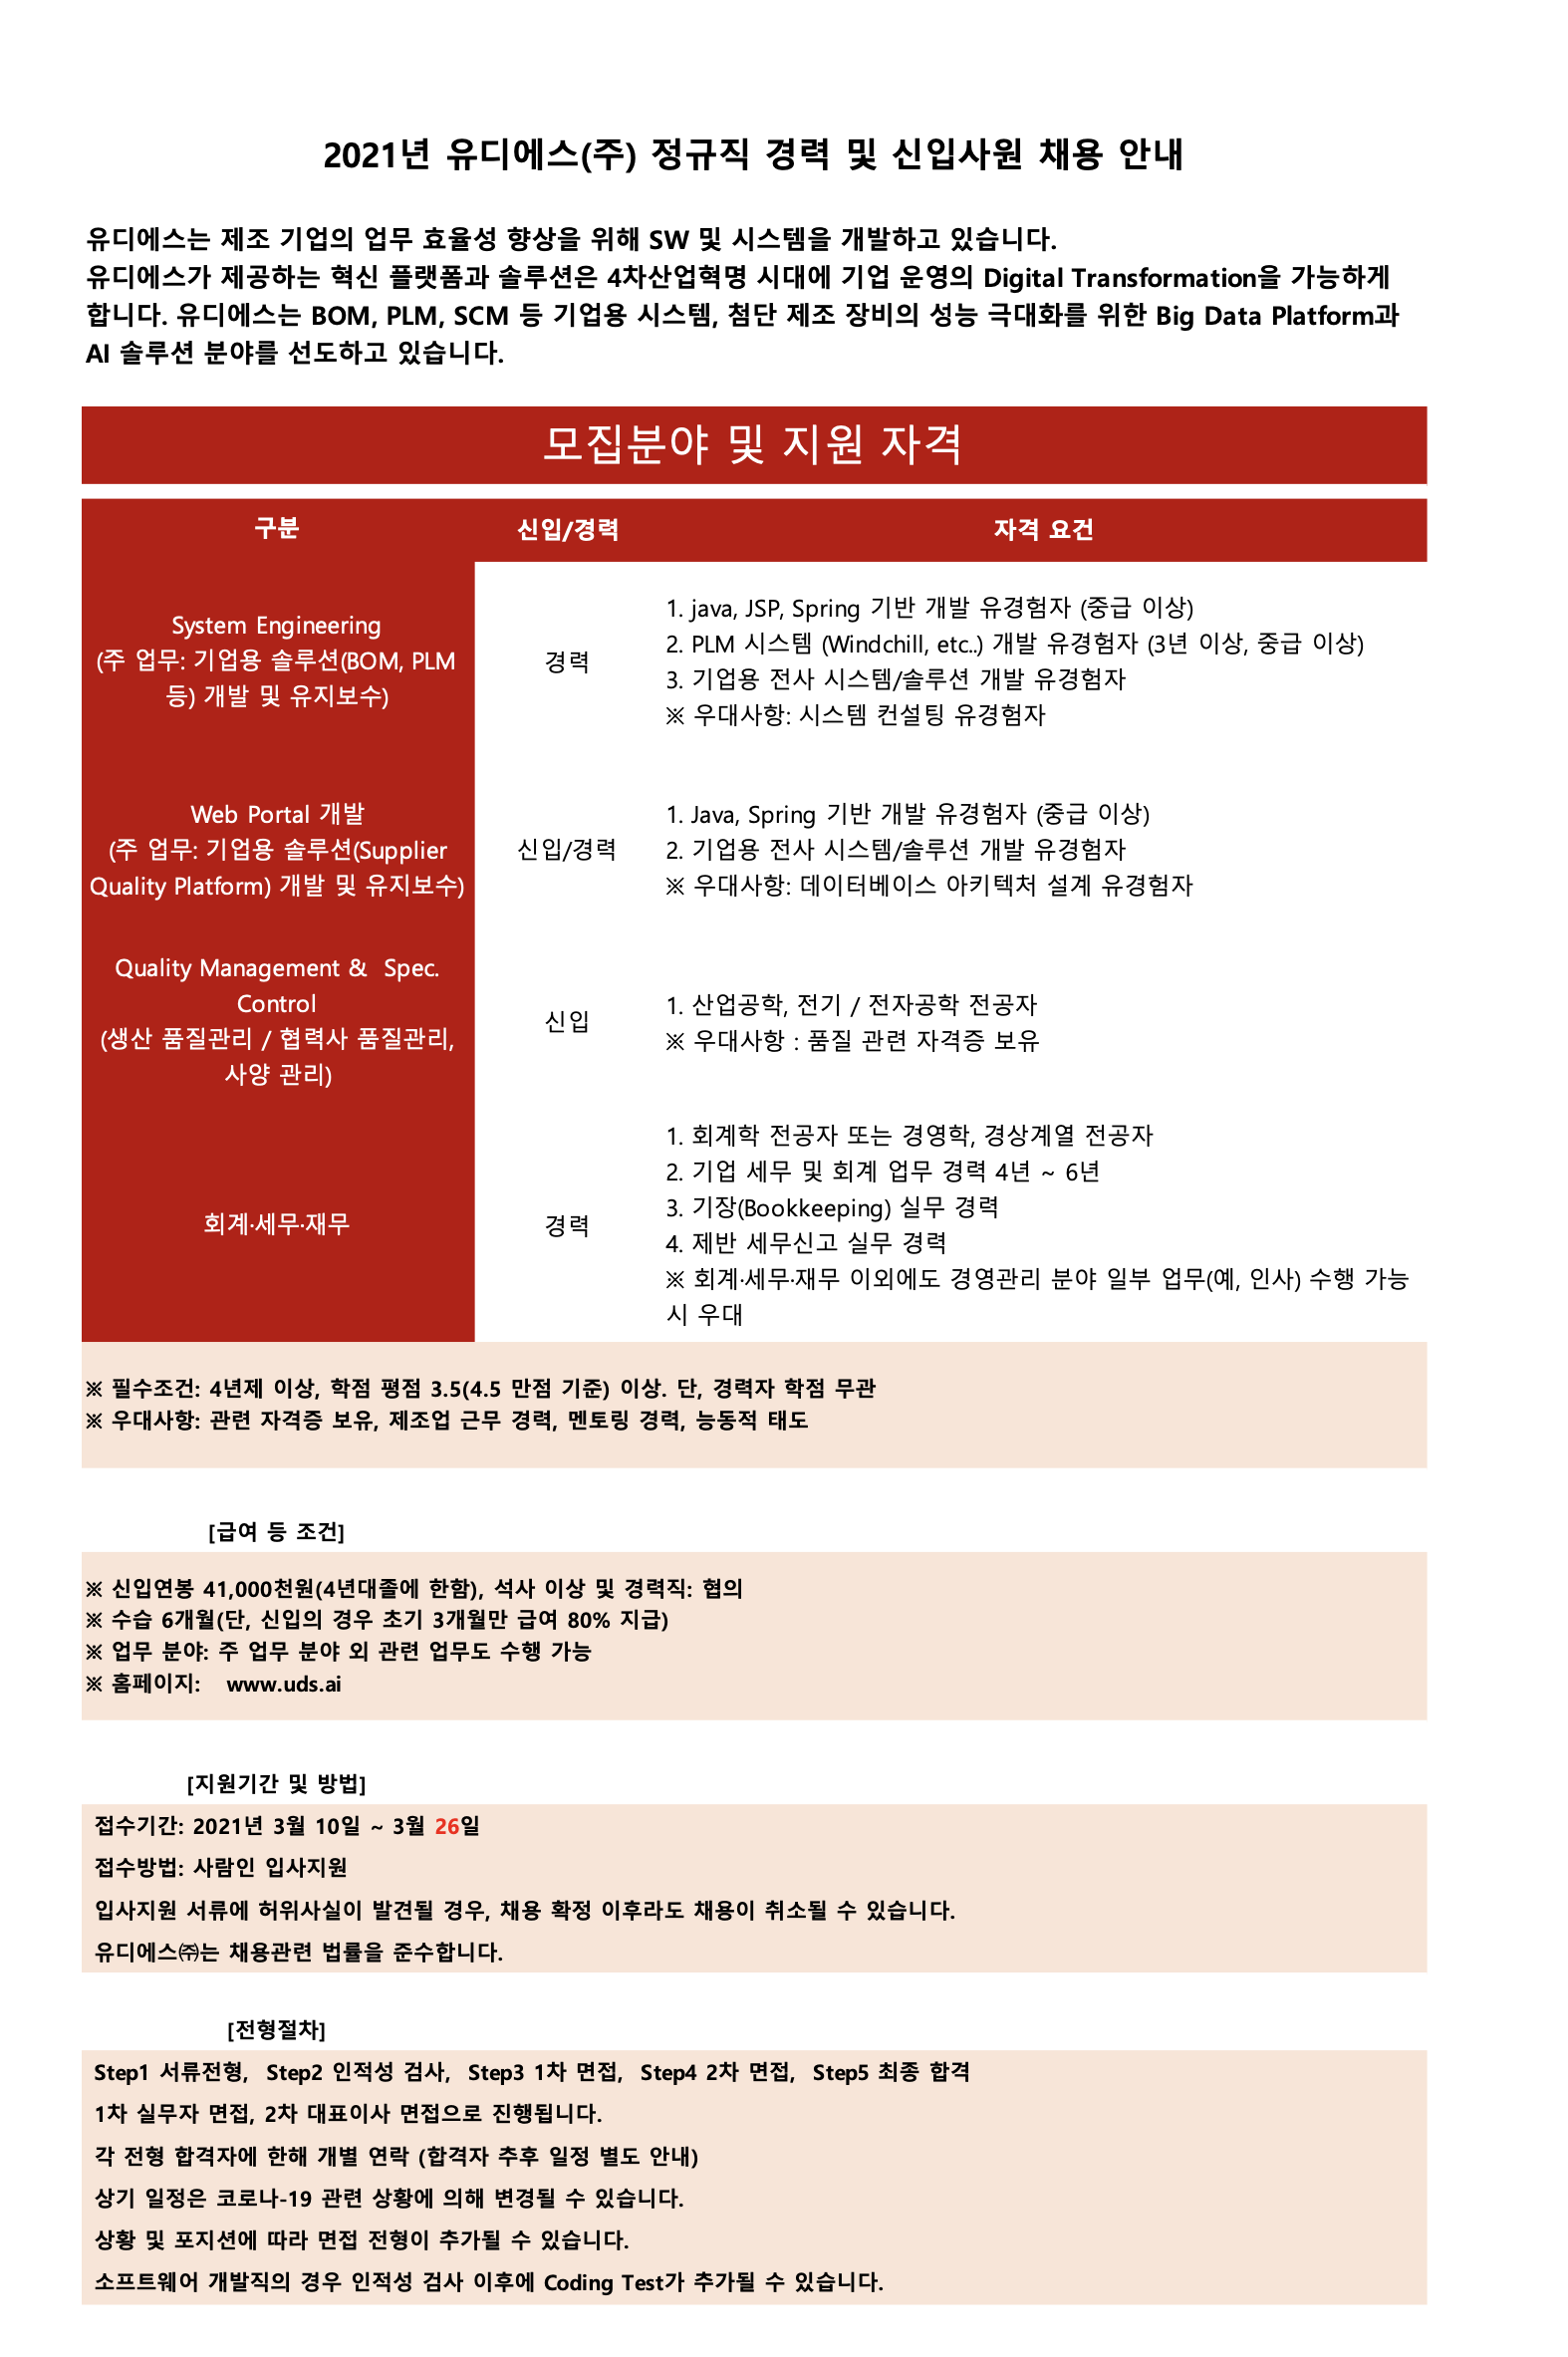 2021년 유디에스(주) 정규직 경력 및 신입사원 채용 안내
유디에스는 제조 기업의 업무 효율성 향상을 위해 SW 및 시스템을 개발하고 있습니다.
유디에스가 제공하는 혁신 플랫폼과 솔루션은 4차산업혁명 시대에 기업 운영의 Digital Transformation을 가능하게
합니다. 유디에스는 BOM, PLM, SCM 등 기업용 시스템, 첨단 제조 장비의 성능 극대화를 위한 Big Data Platform과
AI 솔루션 분야를 선도하고 있습니다.
모집분야 및 지원 자격
구분 신입/경력 자격 요건
System Engineering
(주 업무: 기업용 솔루션(BOM, PLM
등) 개발 및 유지보수)
경력
1. java, JSP, Spring 기반 개발 유경험자 (중급 이상)
2. PLM 시스템 (Windchill, etc..) 개발 유경험자 (3년 이상, 중급 이상)
3. 기업용 전사 시스템/솔루션 개발 유경험자
※ 우대사항: 시스템 컨설팅 유경험자
Web Portal 개발
(주 업무: 기업용 솔루션(Supplier
Quality Platform) 개발 및 유지보수)
신입/경력
1. Java, Spring 기반 개발 유경험자 (중급 이상)
2. 기업용 전사 시스템/솔루션 개발 유경험자
※ 우대사항: 데이터베이스 아키텍처 설계 유경험자
Quality Management &  Spec.
Control
(생산 품질관리 / 협력사 품질관리,
사양 관리)
신입
1. 산업공학, 전기 / 전자공학 전공자
※ 우대사항 : 품질 관련 자격증 보유
회계·세무·재무
경력
1. 회계학 전공자 또는 경영학, 경상계열 전공자
2. 기업 세무 및 회계 업무 경력 4년 ~ 6년
3. 기장(Bookkeeping) 실무 경력
4. 제반 세무신고 실무 경력
※ 회계·세무·재무 이외에도 경영관리 분야 일부 업무(예, 인사) 수행 가능
시 우대
※ 필수조건: 4년제 이상, 학점 평점 3.5(4.5 만점 기준) 이상. 단, 경력자 학점 무관
※ 우대사항: 관련 자격증 보유, 제조업 근무 경력, 멘토링 경력, 능동적 태도
[급여 등 조건]
※ 신입연봉 41,000천원(4년대졸에 한함), 석사 이상 및 경력직: 협의
※ 수습 6개월(단, 신입의 경우 초기 3개월만 급여 80% 지급)
※ 업무 분야: 주 업무 분야 외 관련 업무도 수행 가능
※ 홈페이지:   www.uds.ai
[지원기간 및 방법]
접수기간: 2021년 3월 10일 ~ 3월 26일
접수방법: 사람인 입사지원
입사지원 서류에 허위사실이 발견될 경우, 채용 확정 이후라도 채용이 취소될 수 있습니다.
유디에스㈜는 채용관련 법률을 준수합니다.
[전형절차]
Step1 서류전형,  Step2 인적성 검사,  Step3 1차 면접,  Step4 2차 면접,  Step5 최종 합격
1차 실무자 면접, 2차 대표이사 면접으로 진행됩니다.
각 전형 합격자에 한해 개별 연락 (합격자 추후 일정 별도 안내)
상기 일정은 코로나-19 관련 상황에 의해 변경될 수 있습니다.
상황 및 포지션에 따라 면접 전형이 추가될 수 있습니다.
소프트웨어 개발직의 경우 인적성 검사 이후에 Coding Test가 추가될 수 있습니다.